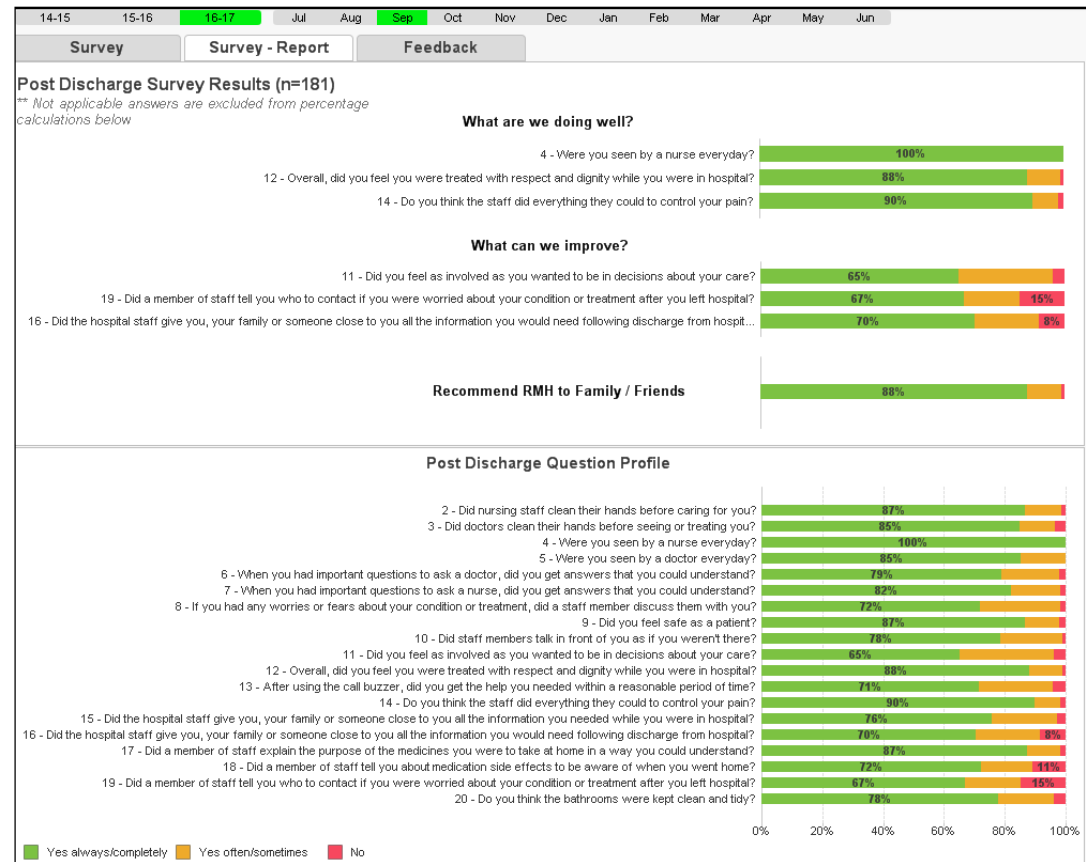 14-15 15-16 16-17 Jul Aug Sep Oct Nov Dec Jan Feb Mar Apr May Jun
Survey Survey - Report Feedback
Post Discharge Survey Results (n=181)
** Not applicable answers are excluded from percentage
calculations below
What are we doing well?
4 - Were you seen by a nurse everyday? 100%
12 - Overall, did you feel you were treated with respect and dignity while you were in hospital? 88%
14 - Do you think the staff did everything they could to control your pain? 90%
What can we improve?
11 - Did you feel as involved as you wanted to be in decisions about your care? 65%
19 - Did a member of staff tell you who to contact if you were worried about your condition or treatment after you left hospital? 67% 15%
16 - Did the hospital staff give you, your family or someone close to you all the information you would need following discharge from hospit... 70% 8%
Recommend RMH to Family / Friends 88%
Post Discharge Question Profile
2 - Did nursing staff clean their hands before caring for you? 87%
3 - Did doctors clean their hands before seeing or treating you? 85%
4 - Were you seen by a nurse everyday? 100%
5 - Were you seen by a doctor everyday? 85%
6 - When you had important questions to ask a doctor, did you get answers that you could understand? 79%
7 - When you had important questions to ask a nurse, did you get answers that you could understand? 82%
8 - If you had any worries or fears about your condition or treatment, did a staff member discuss them with you? 72%
9 - Did you feel safe as a patient? 87%
10 - Did staff members talk in front of you as if you weren't there? 78%
11 - Did you feel as involved as you wanted to be in decisions about your care? 65%
12 - Overall, did you feel you were treated with respect and dignity while you were in hospital? 88%
13 - After using the call buzzer, did you get the help you needed within a reasonable period of time? 71%
14 - Do you think the staff did everything they could to control your pain? 90%
15 - Did the hospital staff give you, your family or someone close to you all the information you needed while you were in hospital? 76%
16 - Did the hospital staff give you, your family or someone close to you all the information you would need following discharge from hospital? 70% 8%
17 - Did a member of staff explain the purpose of the medicines you were to take at home in a way you could understand? 87%
18 - Did a member of staff tell you about medication side effects to be aware of when you went home? 72% 11%
19 - Did a member of staff tell you who to contact if you were worried about your condition or treatment after you left hospital? 67% 15%
20 - Do you think the bathrooms were kept clean and tidy? 78%
0% 20% 40% 60% 80% 100%
Yes always/completely Yes often/sometimes No